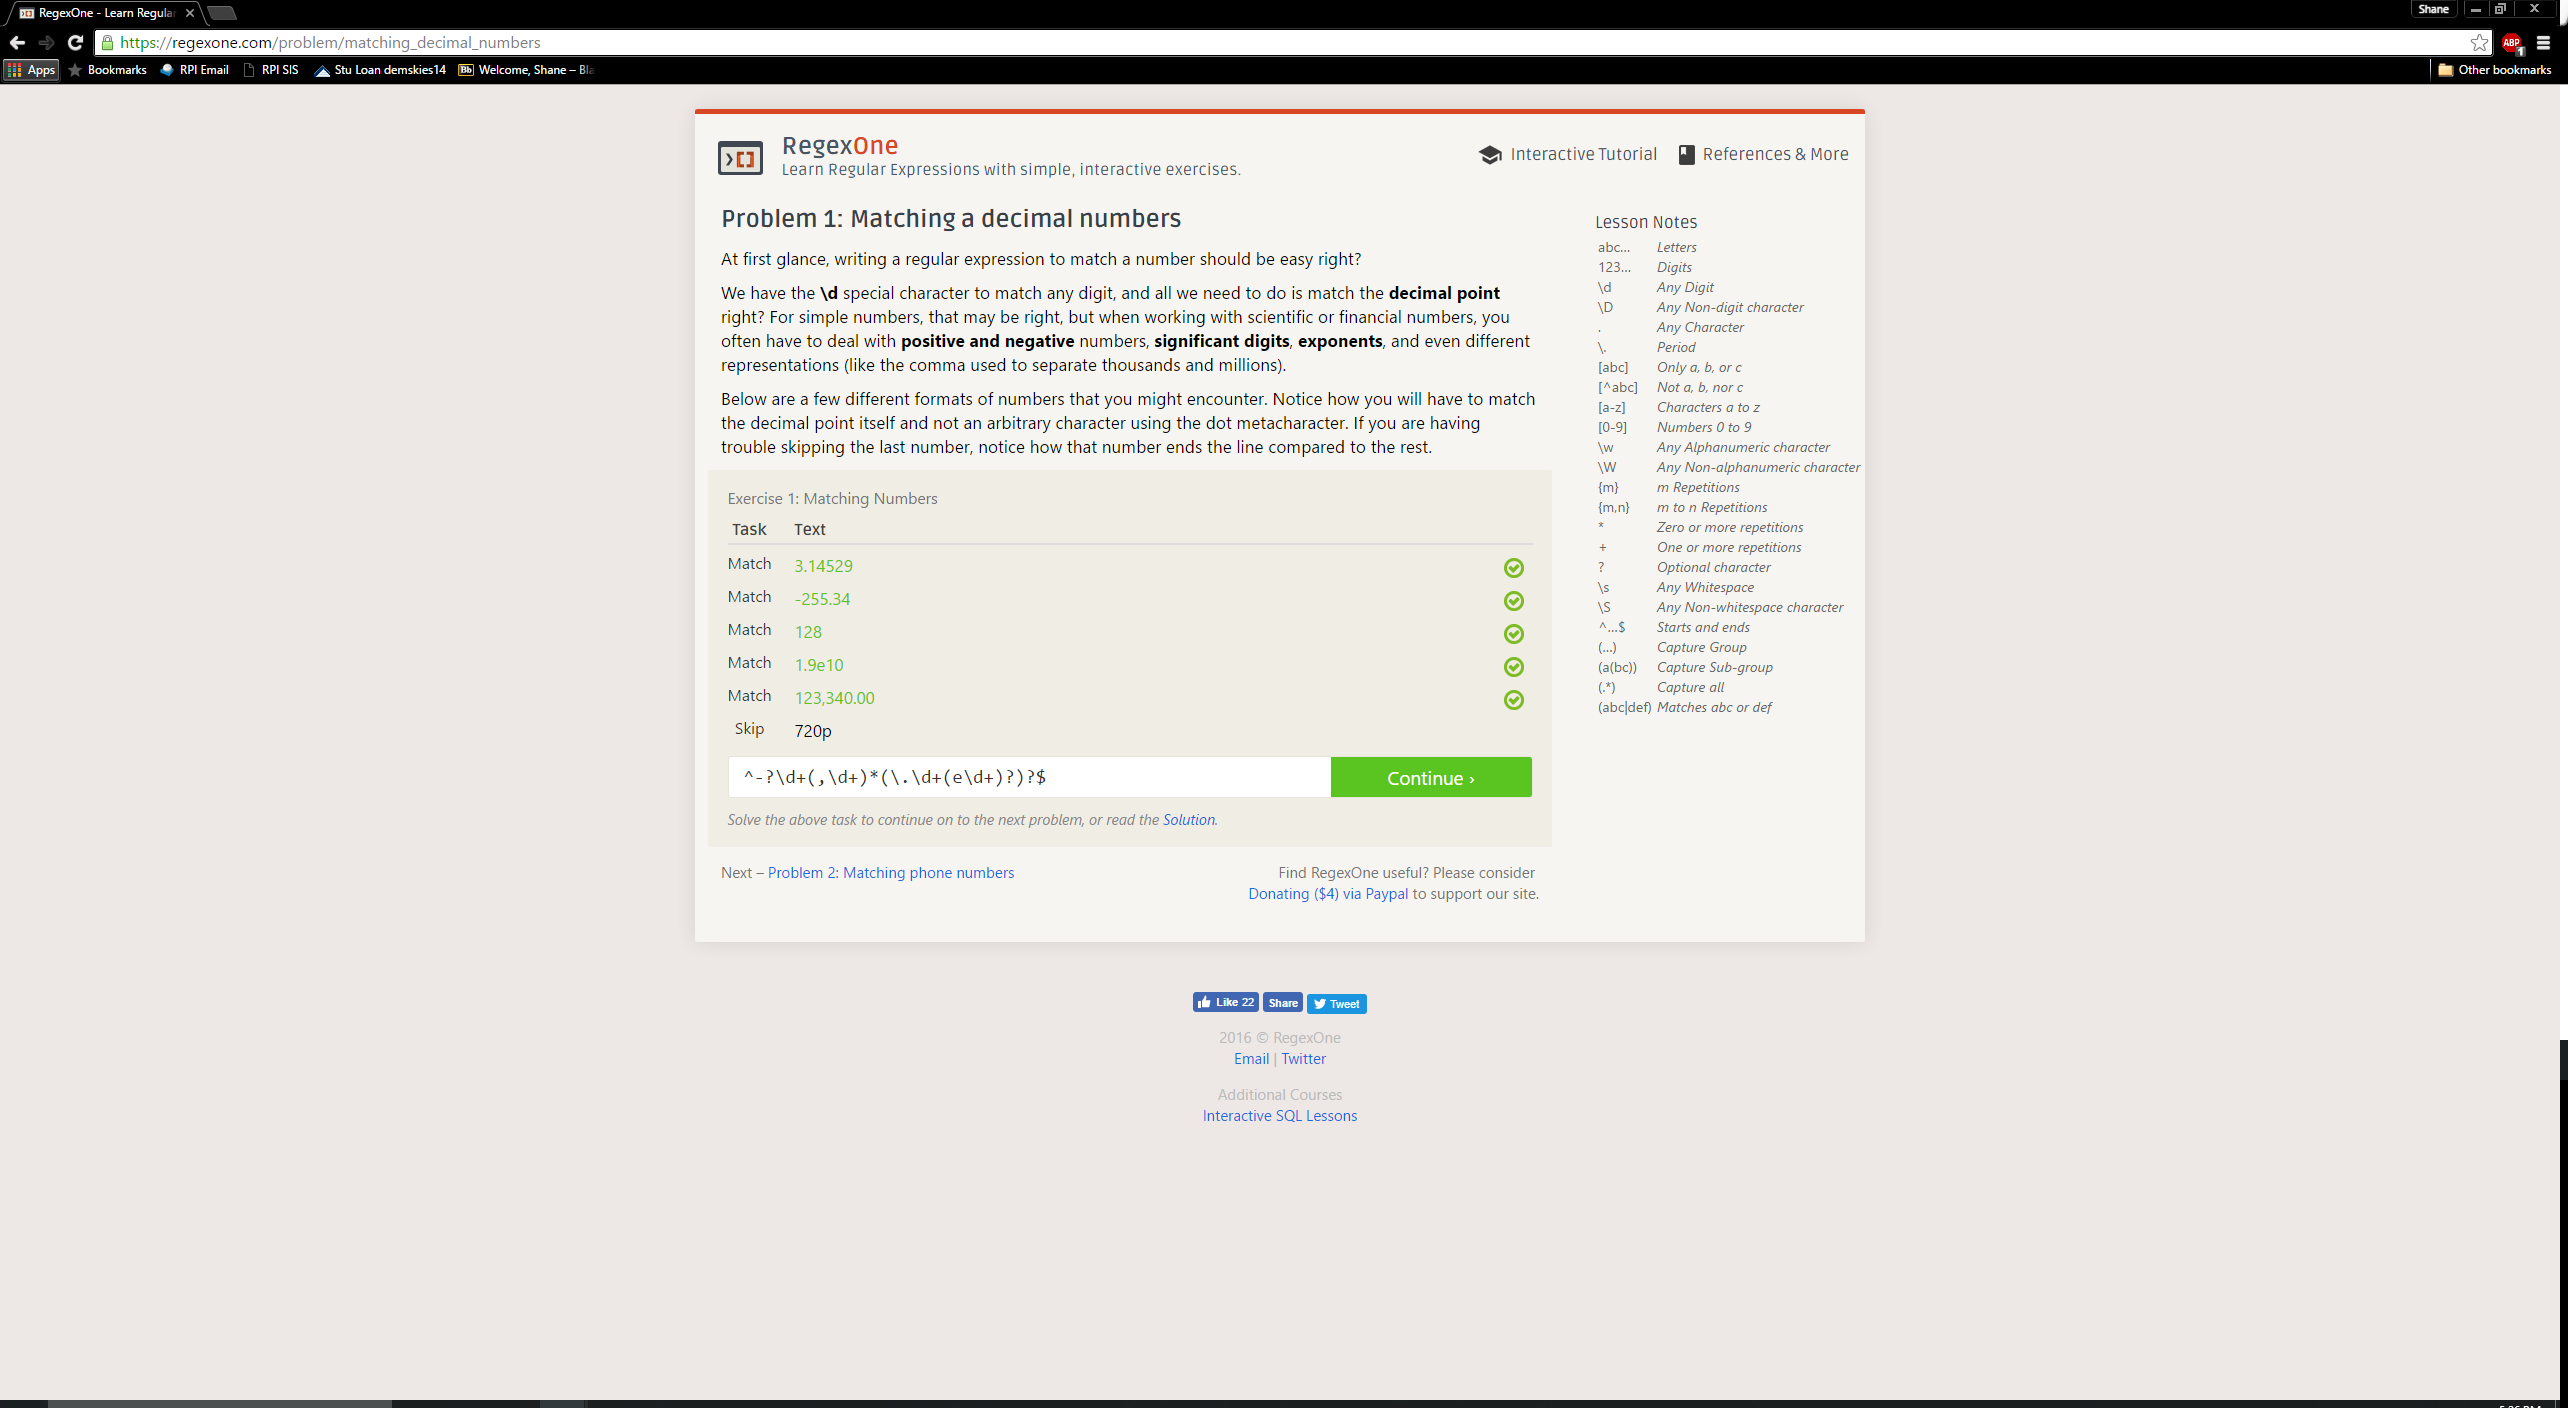 RegexOne - Learn Regula
Shane
https://regexone.com/problem/matching_decimal_numbers
ABP 1
Apps Bookmarks RPI Email RPI SIS Stu Loan demskies14 Bb Welcome, Shane – Bla Other bookmarks
RegexOne
Learn Regular Expressions with simple, interactive exercises.
Interactive Tutorial References & More
Problem 1: Matching a decimal numbers
At first glance, writing a regular expression to match a number should be easy right?
We have the \d special character to match any digit, and all we need to do is match the decimal point
right? For simple numbers, that may be right, but when working with scientific or financial numbers, you
often have to deal with positive and negative numbers, significant digits, exponents, and even different
representations (like the comma used to separate thousands and millions).
Below are a few different formats of numbers that you might encounter. Notice how you will have to match
the decimal point itself and not an arbitrary character using the dot metacharacter. If you are having
trouble skipping the last number, notice how that number ends the line compared to the rest.
Exercise 1: Matching Numbers
Task Text
Match 3.14529
Match -255.34
Match 128
Match 1.9e10
Match 123,340.00
Skip 720p
^-?\d+(,\d+)*(\.\d+(e\d+)?)?$
Continue ›
Solve the above task to continue on to the next problem, or read the Solution.
Next – Problem 2: Matching phone numbers
Find RegexOne useful? Please consider
Donating ($4) via Paypal to support our site.
Lesson Notes
abc... Letters
123... Digits
\d Any Digit
\D Any Non-digit character
. Any Character
\. Period
[abc] Only a, b, or c
[^abc] Not a, b, nor c
[a-z] Characters a to z
[0-9] Numbers 0 to 9
\w Any Alphanumeric character
\W Any Non-alphanumeric character
{m} m Repetitions
{m,n} m to n Repetitions
* Zero or more repetitions
+ One or more repetitions
? Optional character
\s Any Whitespace
\S Any Non-whitespace character
^...$ Starts and ends
(...) Capture Group
(a(bc)) Capture Sub-group
(.*) Capture all
(abc|def) Matches abc or def
Like 22 Share Tweet
2016 © RegexOne
Email | Twitter
Additional Courses
Interactive SQL Lessons